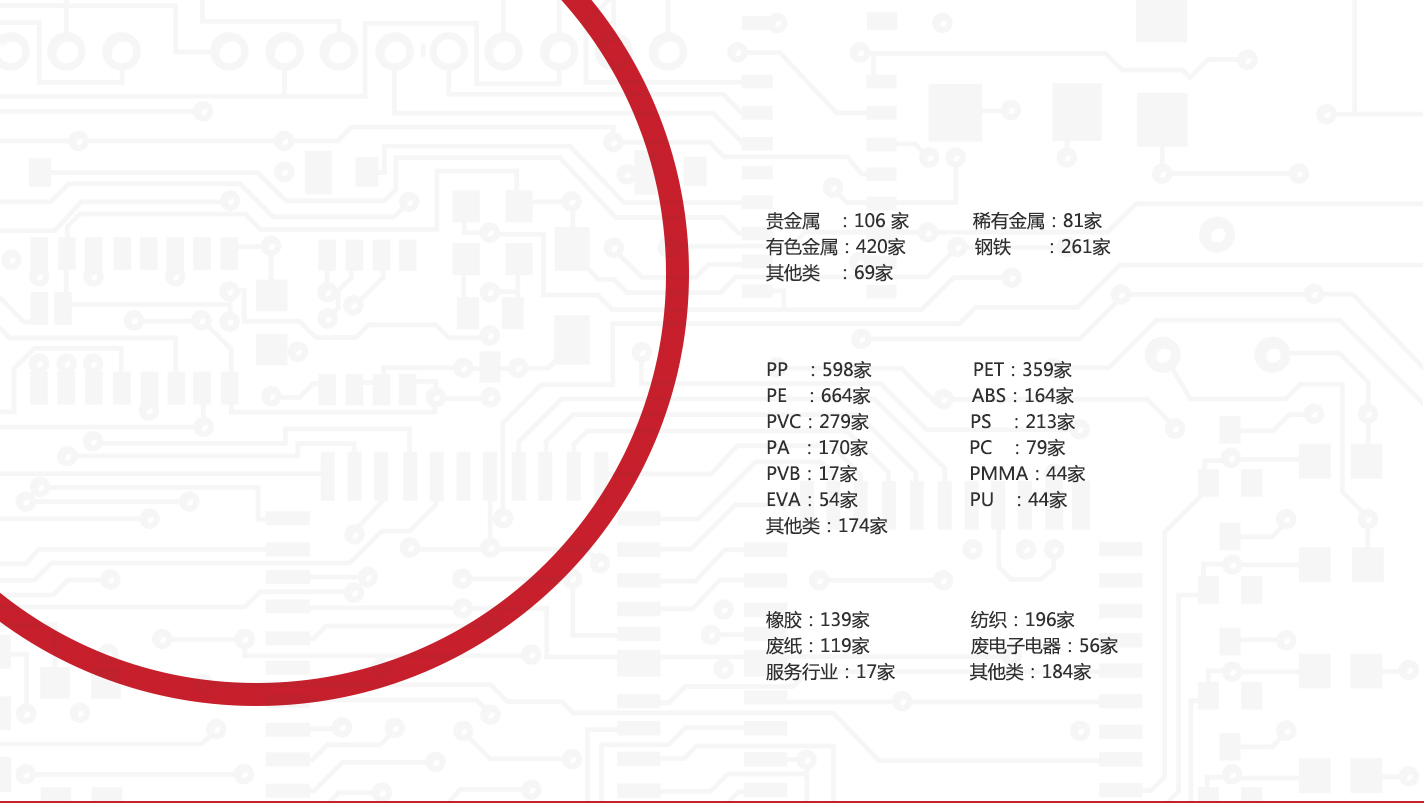 贵金属 ：106 家 稀有金属：81家
有色金属：420家 钢铁 ：261家
其他类 ：69家
PP ：598家 PET：359家
PE ：664家 ABS：164家
PVC：279家 PS ：213家
PA ：170家 PC ：79家
PVB：17家 PMMA：44家
EVA：54家 PU ：44家
其他类：174家
橡胶：139家 纺织：196家
废纸：119家 废电子电器：56家
服务行业：17家 其他类：184家